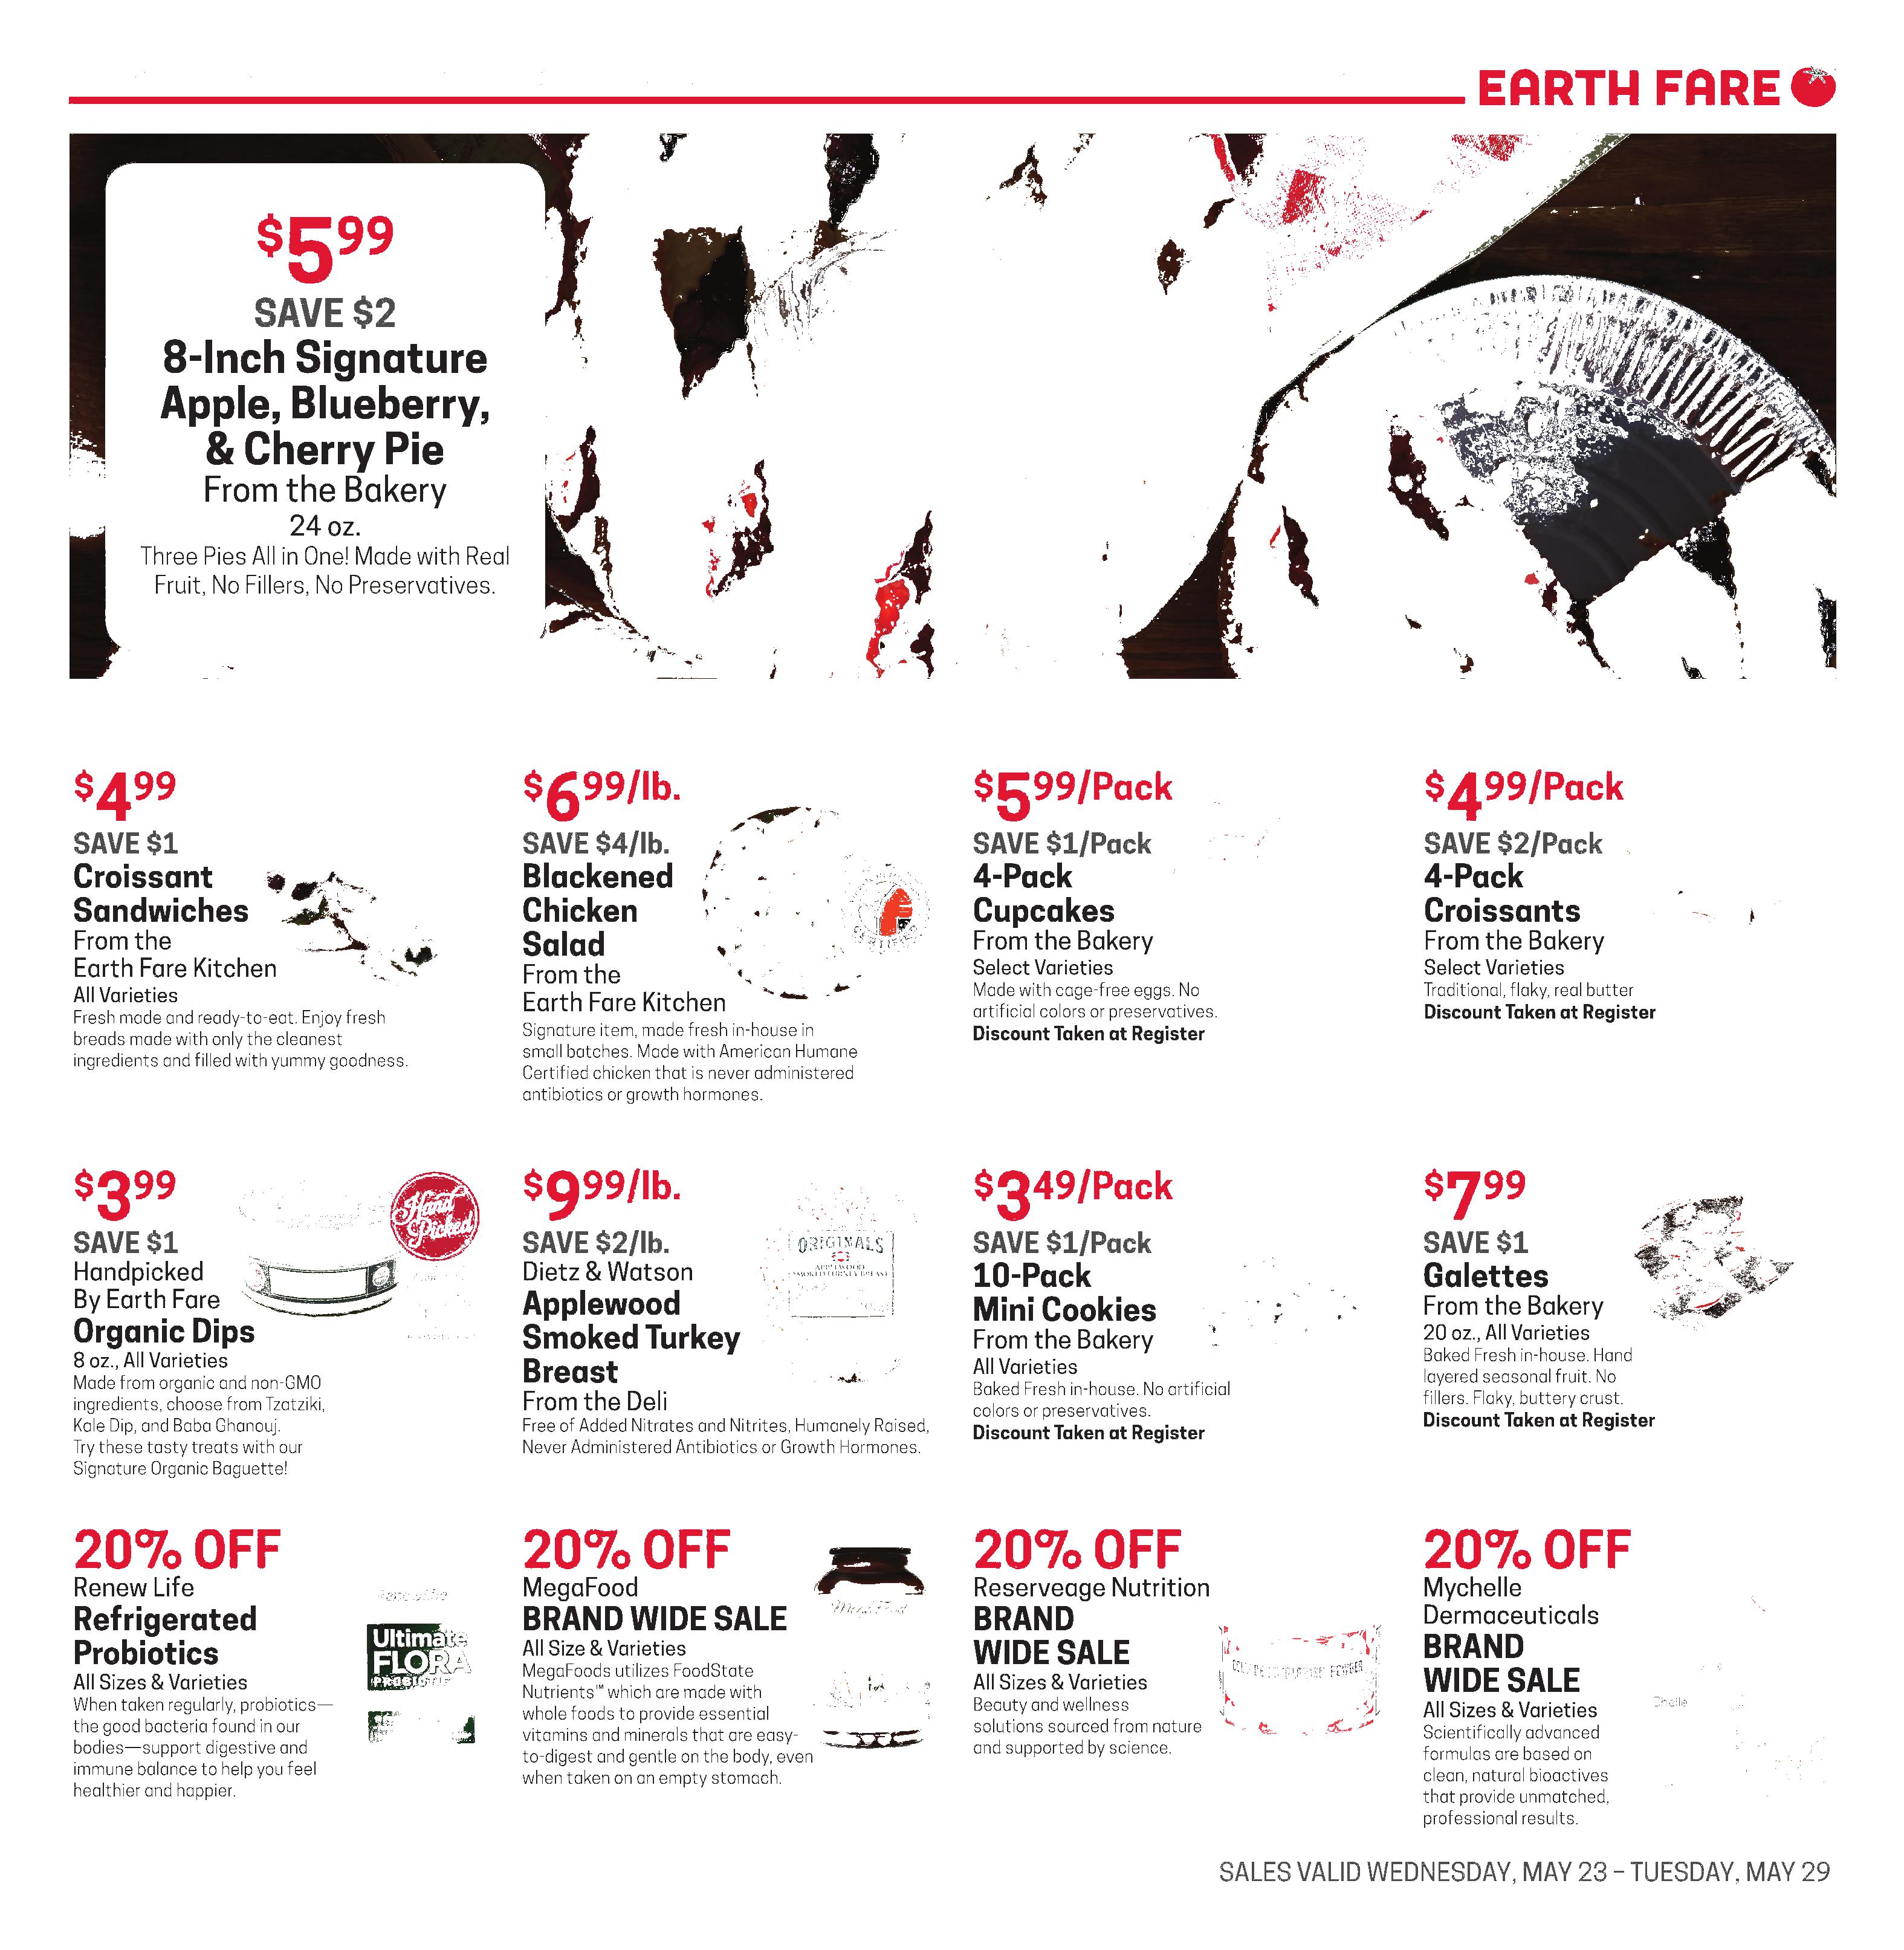 EARTH FARE
$5.99
SAVE $2
8-Inch Signature
Apple, Blueberry,
& Cherry Pie
From the Bakery
24 oz.
Three Pies All in One! Made with Real
Fruit, No Fillers, No Preservatives.
$4.99
SAVE $1
Croissant
Sandwiches
From the
Earth Fare Kitchen
All Varieties
Fresh made and ready-to-eat. Enjoy fresh
breads made with only the cleanest
ingredients and filled with yummy goodness.
$6.99/lb.
SAVE $4/lb.
Blackened
Chicken
Salad
From the
Earth Fare Kitchen
Signature item, made fresh in-house in
small batches. Made with American Humane
Certified chicken that is never administered
antibiotics or growth hormones.
CERTIFIED
$5.99/Pack
SAVE $1/Pack
4-Pack
Cupcakes
From the Bakery
Select Varieties
Made with cage-free eggs. No
artificial colors or preservatives.
Discount Taken at Register
$4.99/Pack
SAVE $2/Pack
4-Pack
Croissants
From the Bakery
Select Varieties
Traditional, flaky, real butter
Discount Taken at Register
$3.99
SAVE $1
Handpicked
By Earth Fare
Organic Dips
8 oz., All Varieties
Made from organic and non-GMO
ingredients, choose from Tzatziki,
Kale Dip, and Baba Ghanouj.
Try these tasty treats with our
Signature Organic Baguette!
Hand
Picked
$9.99/lb.
SAVE $2/lb.
Dietz & Watson
Applewood
Smoked Turkey
Breast
From the Deli
Free of Added Nitrates and Nitrites, Humanely Raised,
Never Administered Antibiotics or Growth Hormones.
ORIGINALS
APPLEWOOD
SMOKED TURKEY BREAST
$3.49/Pack
SAVE $1/Pack
10-Pack
Mini Cookies
From the Bakery
All Varieties
Baked Fresh in-house. No artificial
colors or preservatives.
Discount Taken at Register
$7.99
SAVE $1
Galettes
From the Bakery
20 oz., All Varieties
Baked Fresh in-house. Hand
layered seasonal fruit. No
fillers. Flaky, buttery crust.
Discount Taken at Register
20% OFF
Renew Life
Refrigerated
Probiotics
All Sizes & Varieties
When taken regularly, probiotics—
the good bacteria found in our
bodies—support digestive and
immune balance to help you feel
healthier and happier.
Ultimate
FLORA
PROBIOTIC
20% OFF
MegaFood
BRAND WIDE SALE
All Size & Varieties
MegaFoods utilizes FoodState
Nutrients™ which are made with
whole foods to provide essential
vitamins and minerals that are easy-
to-digest and gentle on the body, even
when taken on an empty stomach.
MegaFood
20% OFF
Reserveage Nutrition
BRAND
WIDE SALE
All Sizes & Varieties
Beauty and wellness
solutions sourced from nature
and supported by science.
POWDER
20% OFF
Mychelle
Dermaceuticals
BRAND
WIDE SALE
All Sizes & Varieties
Scientifically advanced
formulas are based on
clean, natural bioactives
that provide unmatched,
professional results.
Chelle
SALES VALID WEDNESDAY, MAY 23 – TUESDAY, MAY 29